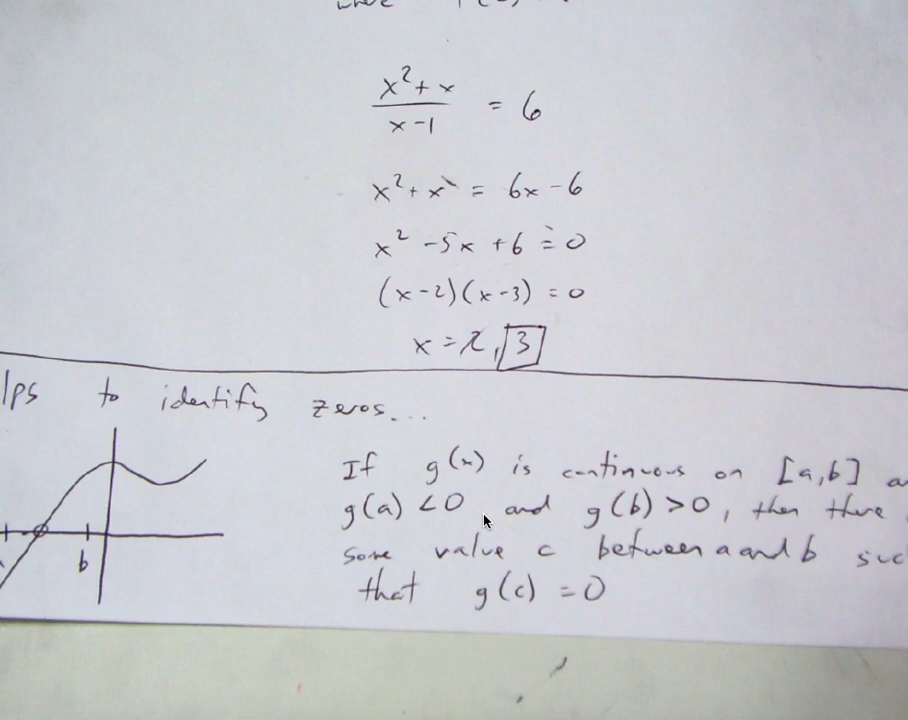 where
x² + x / x - 1 = 6
x² + x = 6x - 6
x² - 5x + 6 = 0
(x-2)(x-3) = 0
x = 2, 3
lps to identify zeros...
If g(x) is continuous on [a,b] a
g(a) < 0 and g(b) > 0, then there
b some value c between a and b suc
that g(c) = 0